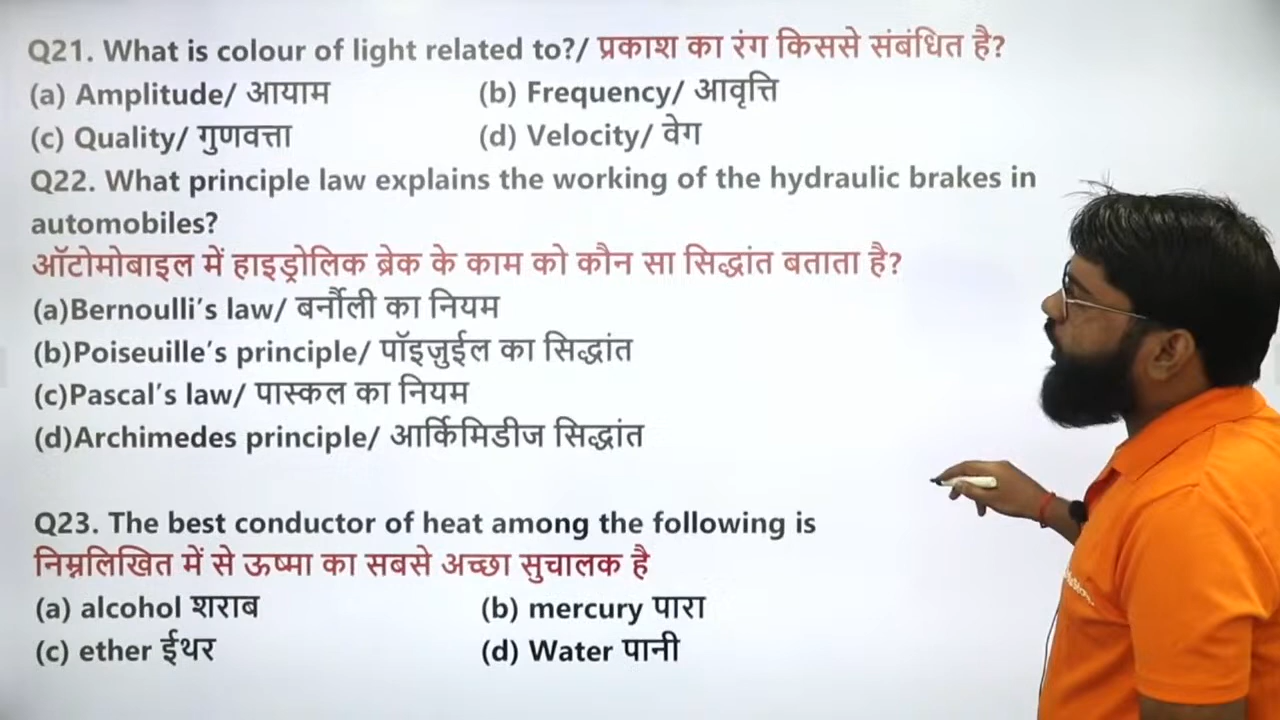 Q21. What is colour of light related to?/ प्रकाश का रंग किससे संबंधित है?
(a) Amplitude/ आयाम (b) Frequency/ आवृत्ति
(c) Quality/ गुणवत्ता (d) Velocity/ वेग
Q22. What principle law explains the working of the hydraulic brakes in
automobiles?
ऑटोमोबाइल में हाइड्रोलिक ब्रेक के काम को कौन सा सिद्धांत बताता है?
(a)Bernoulli's law/ बर्नौली का नियम
(b)Poiseuille's principle/ पॉइज़ुईल का सिद्धांत
(c)Pascal's law/ पास्कल का नियम
(d)Archimedes principle/ आर्किमिडीज सिद्धांत
Q23. The best conductor of heat among the following is
निम्नलिखित में से ऊष्मा का सबसे अच्छा सुचालक है
(a) alcohol शराब (b) mercury पारा
(c) ether ईथर (d) Water पानी